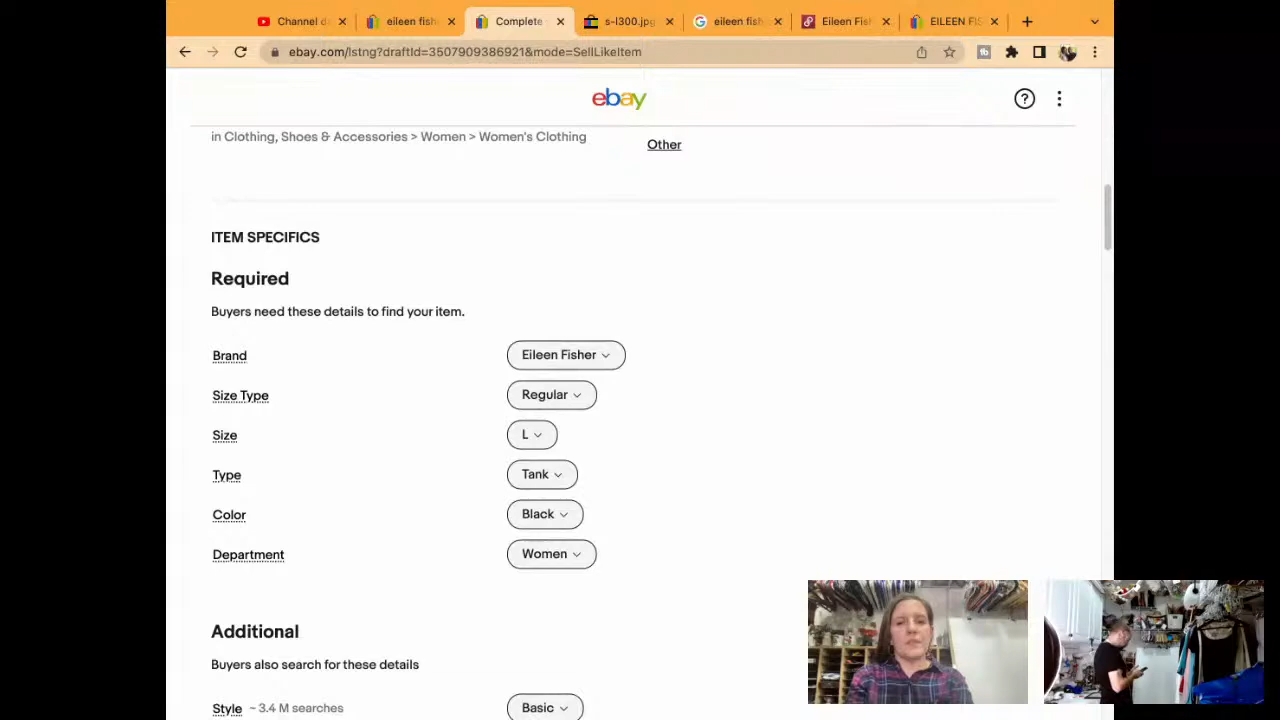 Channel d
eileen fish
Complete
s-l300.jpg
eileen fish
Eileen Fish
EILEEN FIS
ebay.com/lstng?draftId=3507909386921&mode=SellLikeItem
ebay
in Clothing, Shoes & Accessories > Women > Women's Clothing
Other
ITEM SPECIFICS
Required
Buyers need these details to find your item.
Brand Eileen Fisher
Size Type Regular
Size L
Type Tank
Color Black
Department Women
Additional
Buyers also search for these details
Style ~ 3.4 M searches Basic